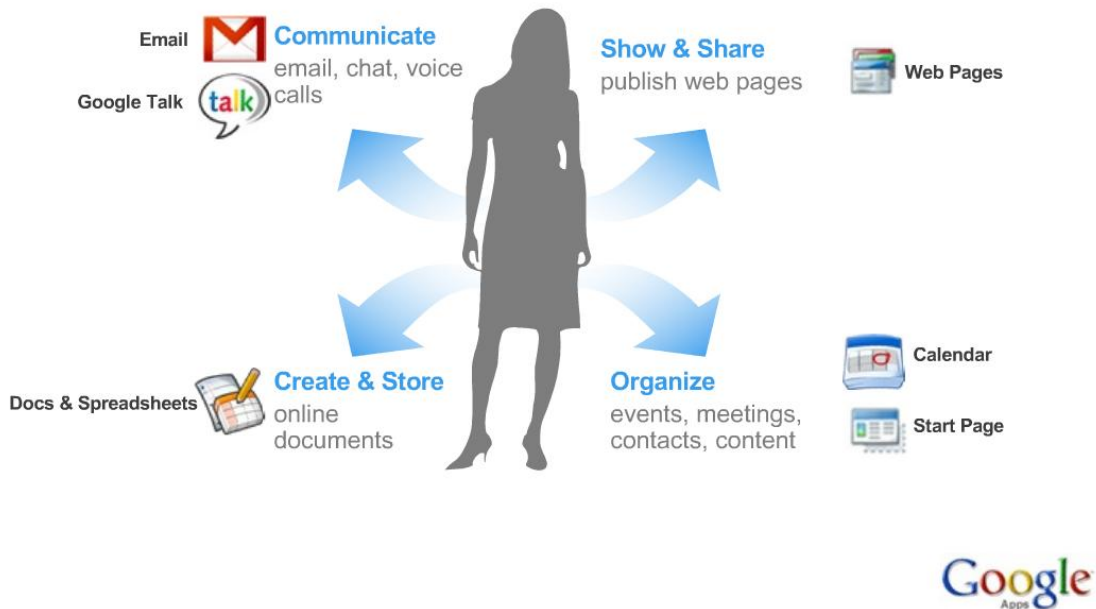 Email
Communicate
email, chat, voice
calls
Google Talk
talk
Show & Share
publish web pages
Web Pages
Docs & Spreadsheets
Create & Store
online
documents
Organize
events, meetings,
contacts, content
Calendar
Start Page
Google
Apps